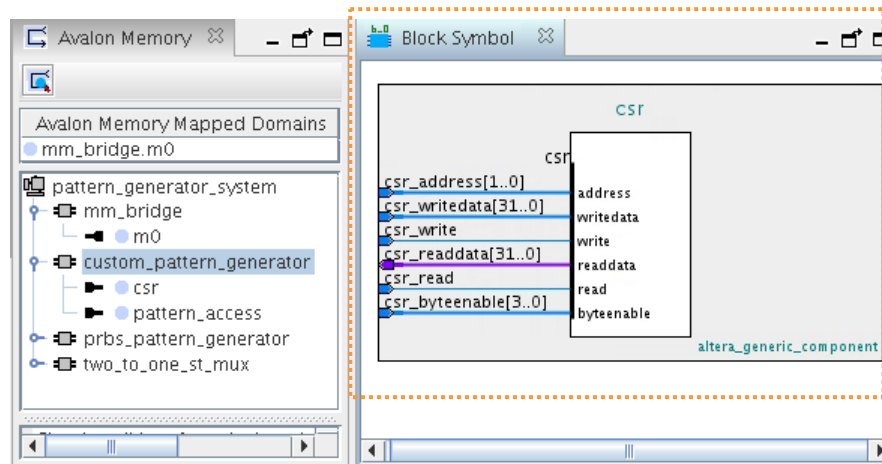 Avalon Memory
Avalon Memory Mapped Domains
mm_bridge.m0
pattern_generator_system
mm_bridge
m0
custom_pattern_generator
csr
pattern_access
prbs_pattern_generator
two_to_one_st_mux
Block Symbol
csr
csr
csr_address[1..0]
address
csr_writedata[31..0]
writedata
csr_write
write
csr_readdata[31..0]
readdata
csr_read
read
csr_byteenable[3..0]
byteenable
altera_generic_component